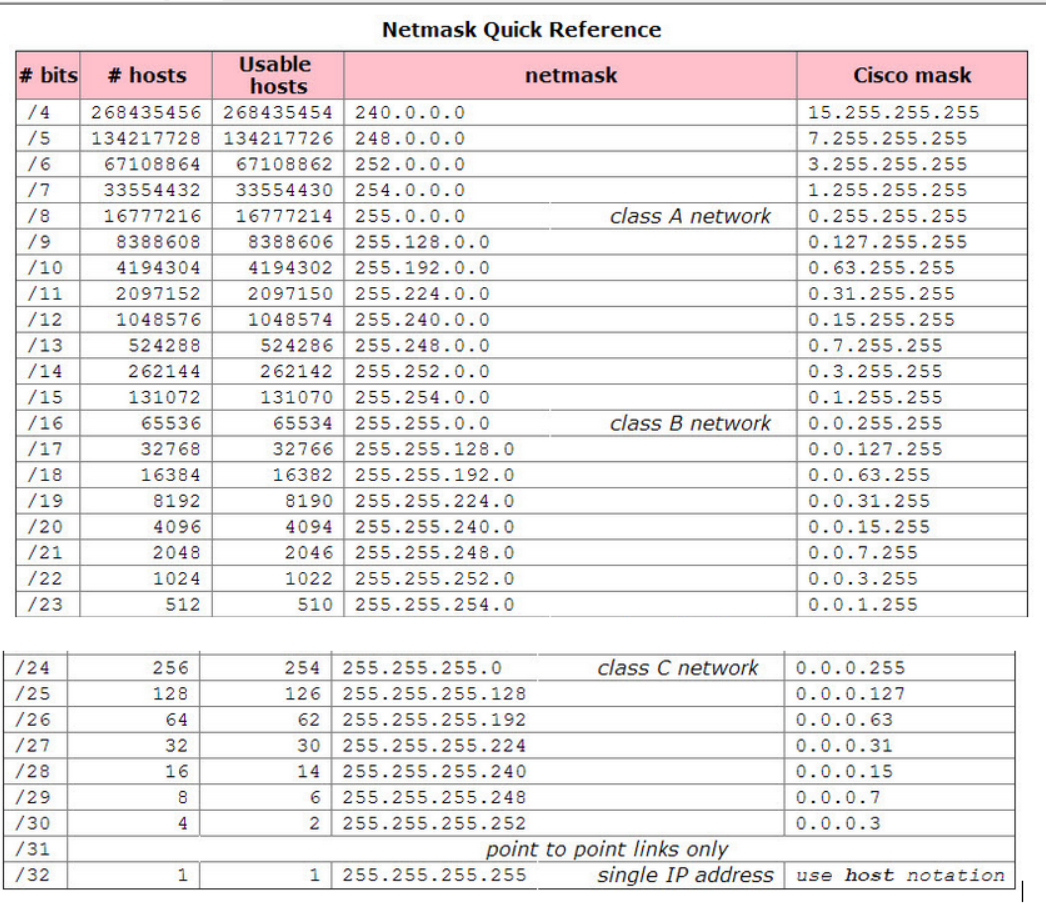 Netmask Quick Reference
# bits # hosts Usable hosts netmask Cisco mask
/4 268435456 268435454 240.0.0.0 15.255.255.255
/5 134217728 134217726 248.0.0.0 7.255.255.255
/6 67108864 67108862 252.0.0.0 3.255.255.255
/7 33554432 33554430 254.0.0.0 1.255.255.255
/8 16777216 16777214 255.0.0.0 class A network 0.255.255.255
/9 8388608 8388606 255.128.0.0 0.127.255.255
/10 4194304 4194302 255.192.0.0 0.63.255.255
/11 2097152 2097150 255.224.0.0 0.31.255.255
/12 1048576 1048574 255.240.0.0 0.15.255.255
/13 524288 524286 255.248.0.0 0.7.255.255
/14 262144 262142 255.252.0.0 0.3.255.255
/15 131072 131070 255.254.0.0 0.1.255.255
/16 65536 65534 255.255.0.0 class B network 0.0.255.255
/17 32768 32766 255.255.128.0 0.0.127.255
/18 16384 16382 255.255.192.0 0.0.63.255
/19 8192 8190 255.255.224.0 0.0.31.255
/20 4096 4094 255.255.240.0 0.0.15.255
/21 2048 2046 255.255.248.0 0.0.7.255
/22 1024 1022 255.255.252.0 0.0.3.255
/23 512 510 255.255.254.0 0.0.1.255
/24 256 254 255.255.255.0 class C network 0.0.0.255
/25 128 126 255.255.255.128 0.0.0.127
/26 64 62 255.255.255.192 0.0.0.63
/27 32 30 255.255.255.224 0.0.0.31
/28 16 14 255.255.255.240 0.0.0.15
/29 8 6 255.255.255.248 0.0.0.7
/30 4 2 255.255.255.252 0.0.0.3
/31 point to point links only
/32 1 1 255.255.255.255 single IP address use host notation